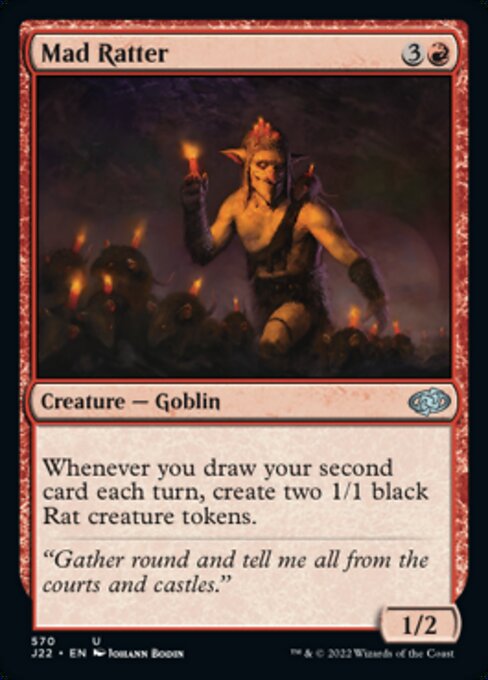 Mad Ratter 3
Creature — Goblin
Whenever you draw your second
card each turn, create two 1/1 black
Rat creature tokens.
“Gather round and tell me all from the
courts and castles.”
1/2
570 U
J22 • EN Johann Bodin ™ & © 2022 Wizards of the Coast